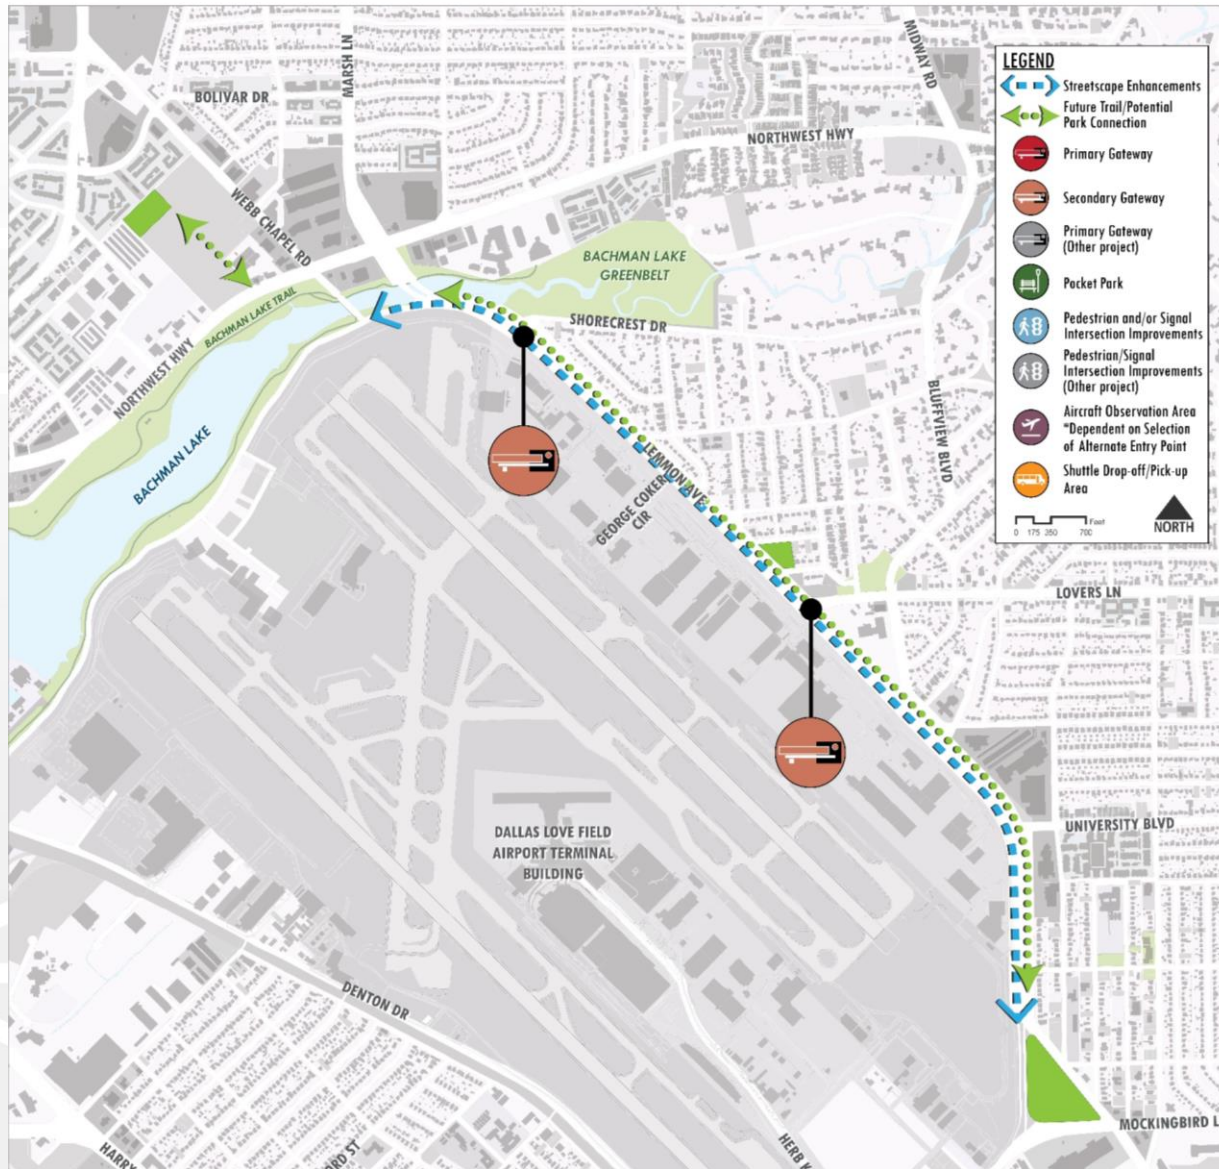 BOLIVAR DR
MARSH LN
MIDWAY RD
NORTHWEST HWY
WEBB CHAPEL RD
BACHMAN LAKE
GREENBELT
BACHMAN LAKE TRAIL
SHORECREST DR
NORTHWEST HWY
BACHMAN LAKE
BLUFFVIEW BLVD
LEMMON AVE
GEORGE COKER
CIR
LOVERS LN
UNIVERSITY BLVD
DALLAS LOVE FIELD
AIRPORT TERMINAL
BUILDING
DENTON DR
MOCKINGBIRD L
HARRY
RD ST
HERB K
LEGEND
Streetscape Enhancements
Future Trail/Potential
Park Connection
Primary Gateway
Secondary Gateway
Primary Gateway
(Other project)
Pocket Park
Pedestrian and/or Signal
Intersection Improvements
Pedestrian/Signal
Intersection Improvements
(Other project)
Aircraft Observation Area
*Dependent on Selection
of Alternate Entry Point
Shuttle Drop-off/Pick-up
Area
Feet
0 175 350 700
NORTH